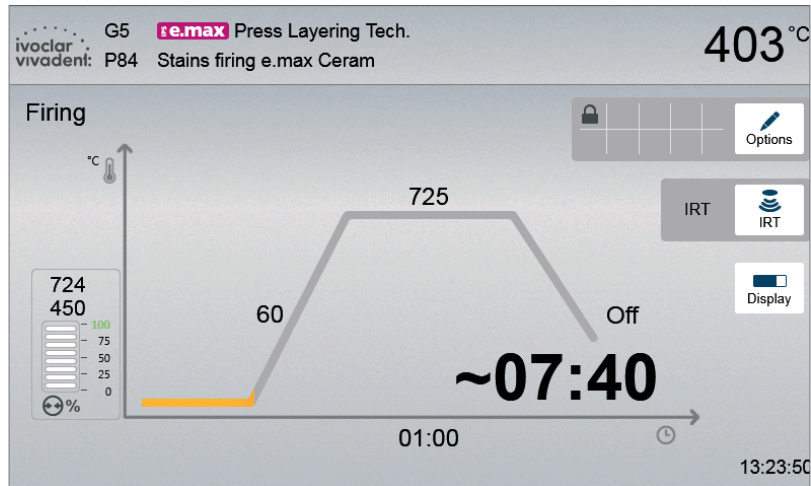 ivoclar
vivadent:
G5 IPS e.max Press Layering Tech.
P84 Stains firing e.max Ceram
403°C
Firing
Options
°C
725
IRT
IRT
724
450
100
75
50
25
0
%
60
Off
Display
~07:40
01:00
13:23:50